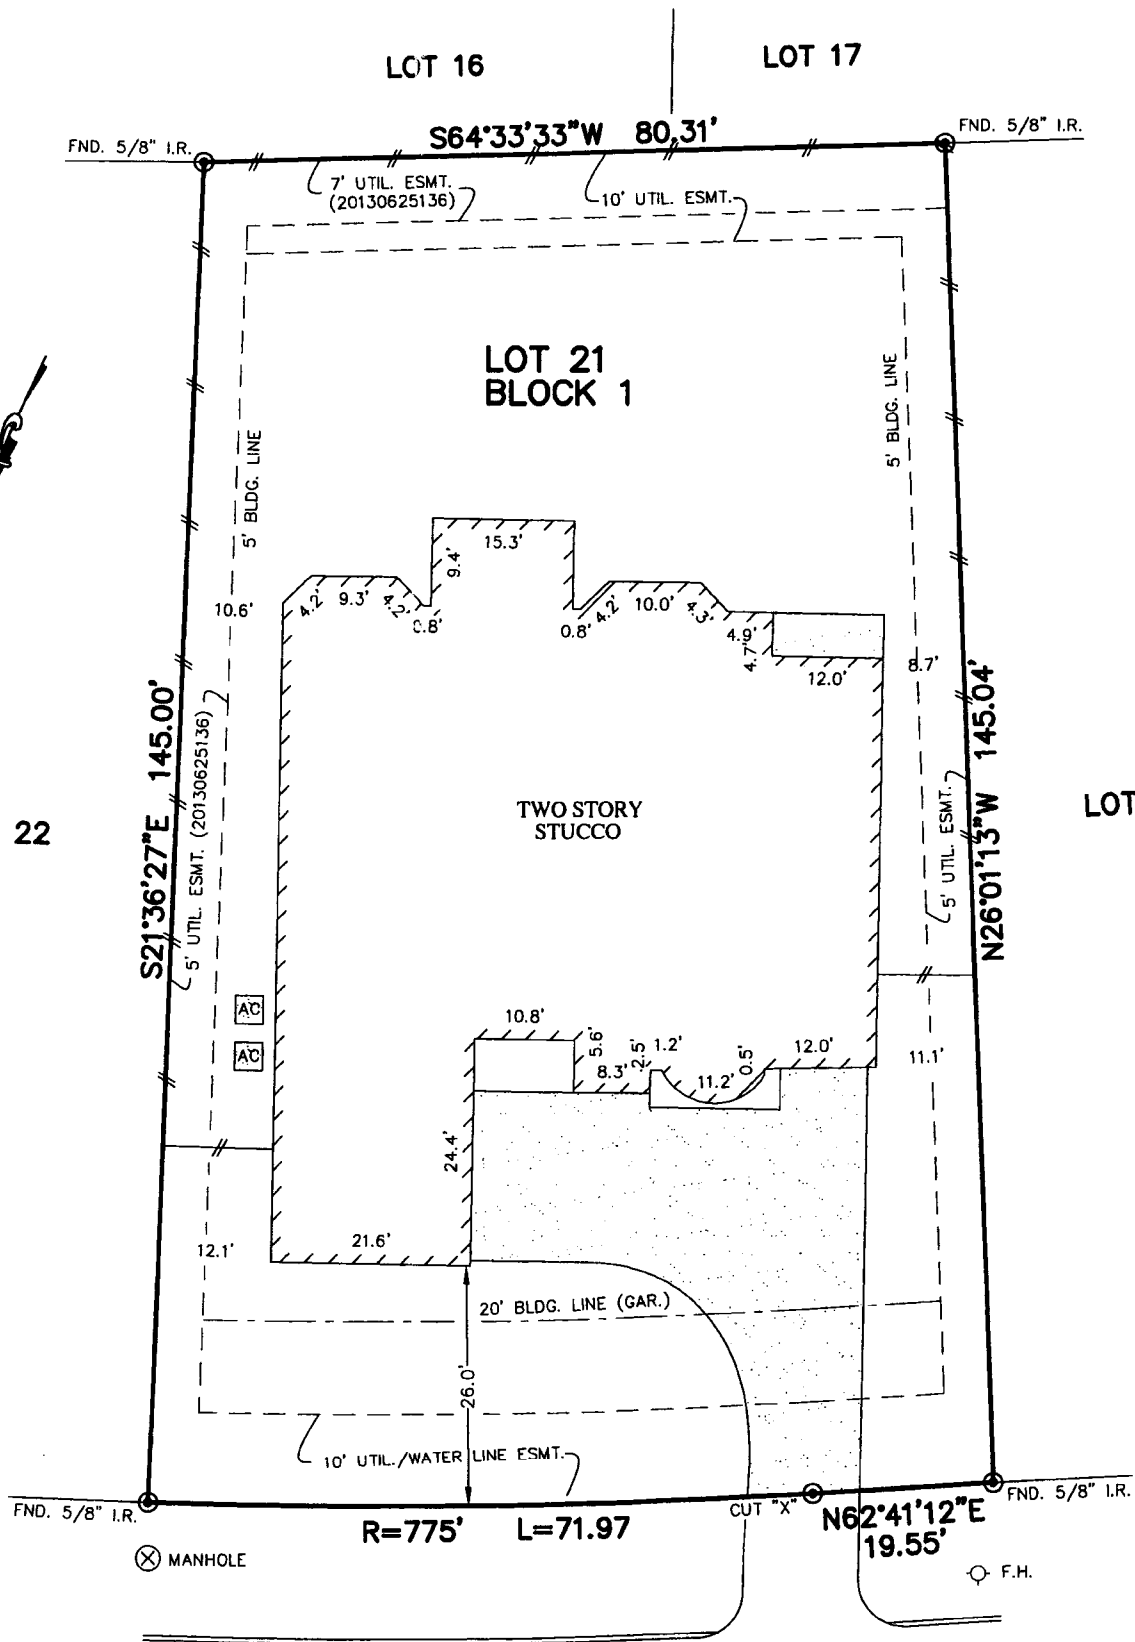 LOT 16
LOT 17
FND. 5/8" I.R.
S64°33'33"W 80.31'
FND. 5/8" I.R.
7' UTIL. ESMT.
(20130625136)
10' UTIL. ESMT.
LOT 21
BLOCK 1
5' BLDG. LINE
5' BLDG. LINE
15.3'
9.4'
4.2'
9.3'
4.2'
0.8'
0.8'
4.2'
10.0'
4.3'
4.9'
4.7'
12.0'
10.6'
8.7'
S21°36'27"E 145.00'
5' UTIL. ESMT. (20130625136)
N26°01'13"W 145.04'
5' UTIL. ESMT.
22
LOT
TWO STORY
STUCCO
AC
AC
10.8'
5.6'
8.3'
2.5'
1.2'
11.2'
0.5'
12.0'
11.1'
24.4'
21.6'
12.1'
20' BLDG. LINE (GAR.)
26.0'
10' UTIL./WATER LINE ESMT.
FND. 5/8" I.R.
R=775' L=71.97
CUT "X"
N62°41'12"E
19.55'
FND. 5/8" I.R.
MANHOLE
F.H.